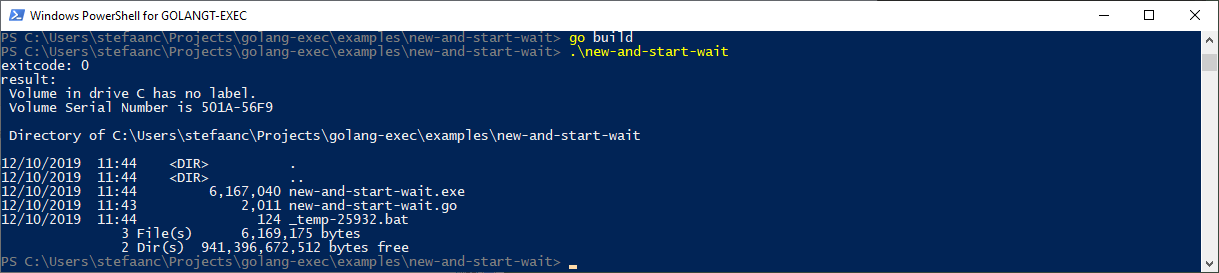 Windows PowerShell for GOLANGT-EXEC
PS C:\Users\stefaanc\Projects\golang-exec\examples\new-and-start-wait> go build
PS C:\Users\stefaanc\Projects\golang-exec\examples\new-and-start-wait> .\new-and-start-wait
exitcode: 0
result:
 Volume in drive C has no label.
 Volume Serial Number is 501A-56F9

 Directory of C:\Users\stefaanc\Projects\golang-exec\examples\new-and-start-wait

12/10/2019  11:44    <DIR>          .
12/10/2019  11:44    <DIR>          ..
12/10/2019  11:44         6,167,040 new-and-start-wait.exe
12/10/2019  11:43             2,011 new-and-start-wait.go
12/10/2019  11:44               124 _temp-25932.bat
               3 File(s)      6,169,175 bytes
               2 Dir(s)  941,396,672,512 bytes free
PS C:\Users\stefaanc\Projects\golang-exec\examples\new-and-start-wait>